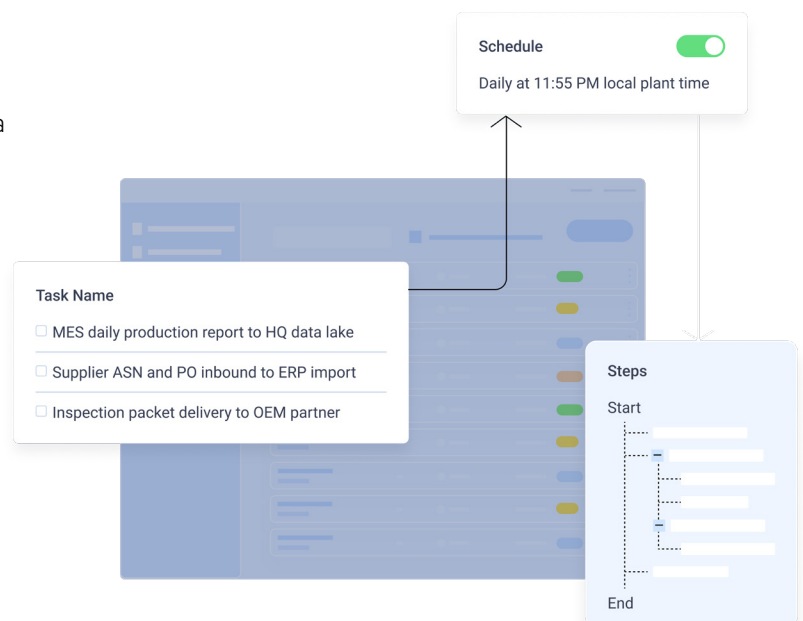 Schedule
Daily at 11:55 PM local plant time
a
Task Name
MES daily production report to HQ data lake
Supplier ASN and PO inbound to ERP import
Inspection packet delivery to OEM partner
Steps
Start
End